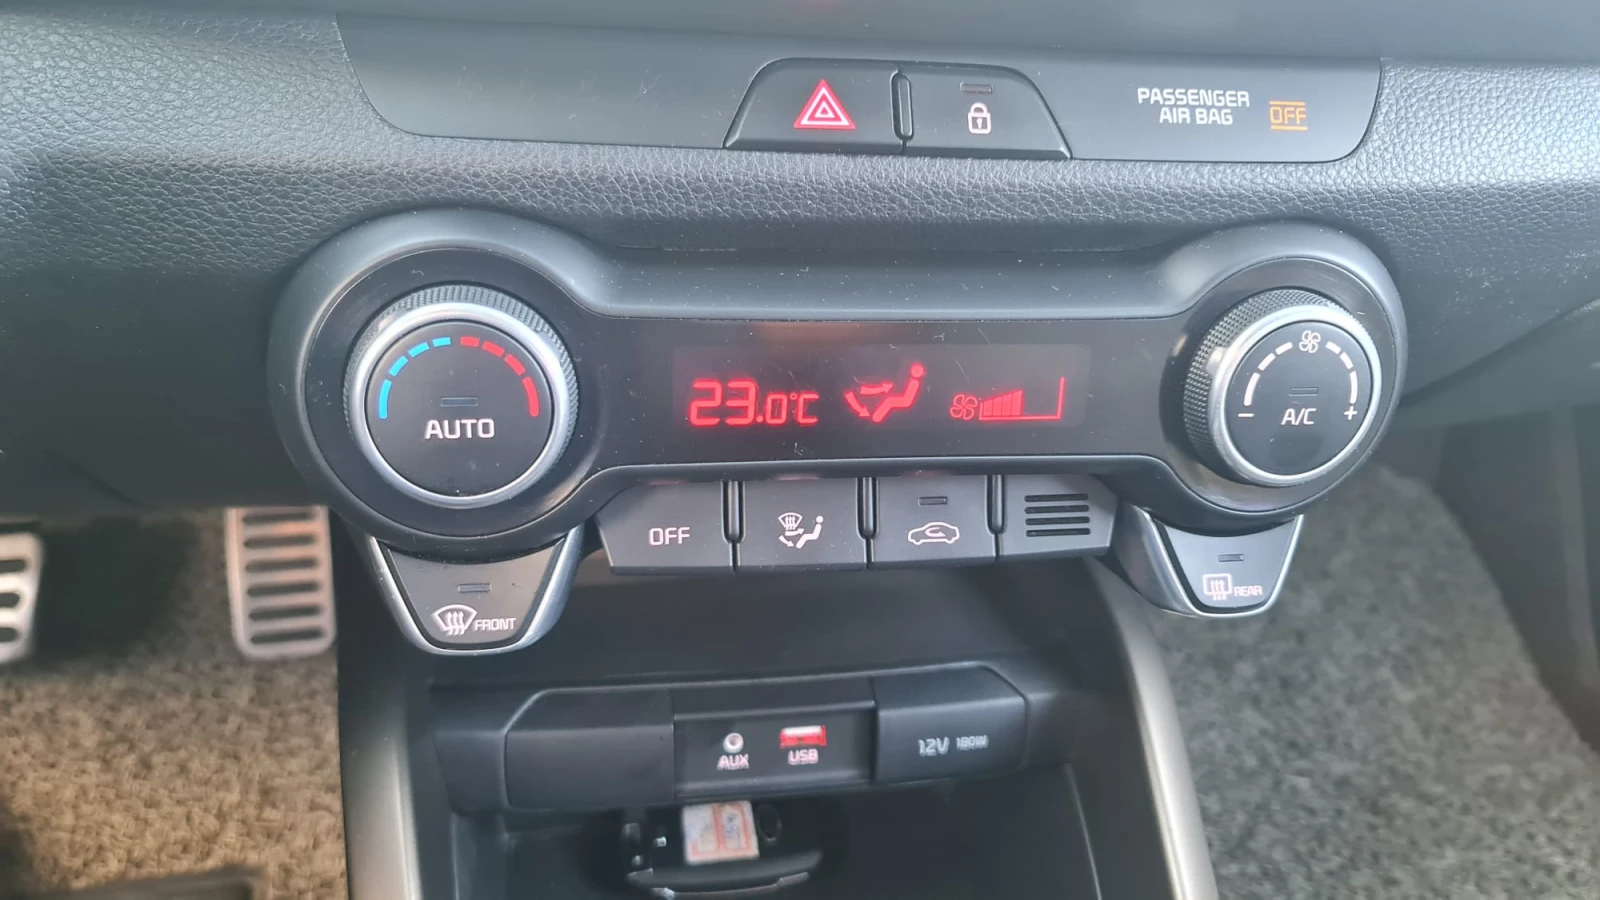 PASSENGER
AIR BAG OFF
23.0°C
AUTO
A/C
- +
OFF
FRONT
REAR
AUX
USB
12V 180W